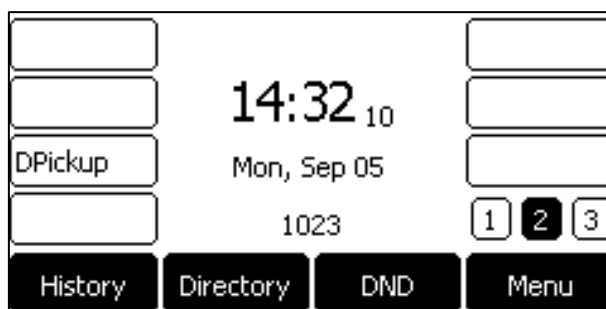 14:32 10
DPickup
Mon, Sep 05
1023
1 2 3
History Directory DND Menu